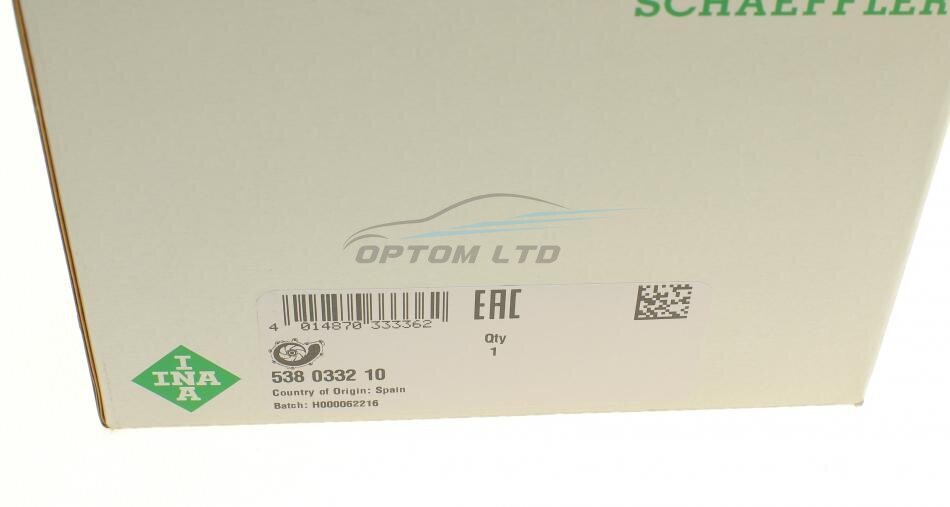 SCHAEFFLER
OPTOM LTD
4 014870 333362
EAC
Qty
1
538 0332 10
Country of Origin: Spain
Batch: H000062216
INA
INA